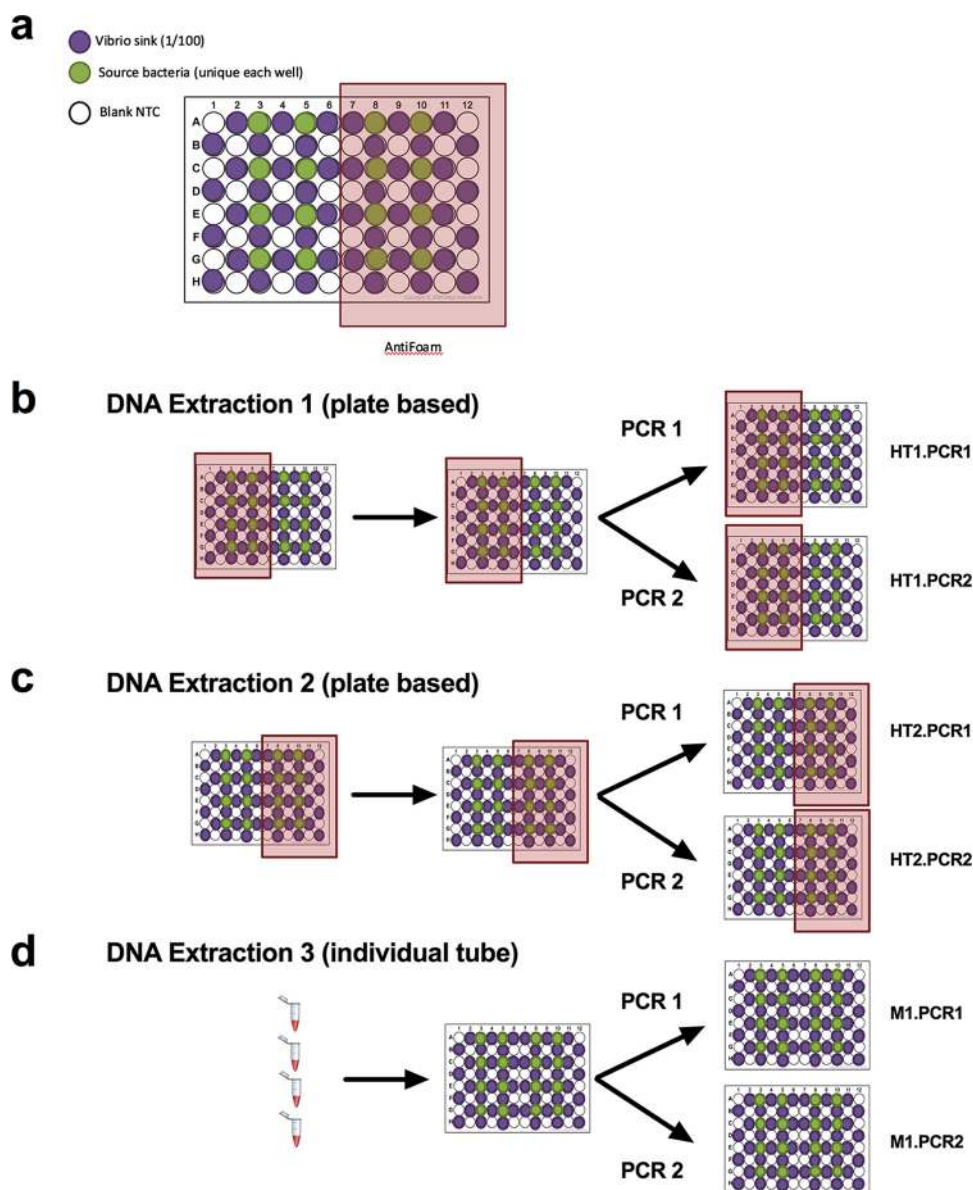 a
Vibrio sink (1/100)
Source bacteria (unique each well)
Blank NTC
1 2 3 4 5 6 7 8 9 10 11 12
A
B
C
D
E
F
G
H
AntiFoam
b DNA Extraction 1 (plate based)
PCR 1
HT1.PCR1
PCR 2
HT1.PCR2
c DNA Extraction 2 (plate based)
PCR 1
HT2.PCR1
PCR 2
HT2.PCR2
d DNA Extraction 3 (individual tube)
PCR 1
M1.PCR1
PCR 2
M1.PCR2